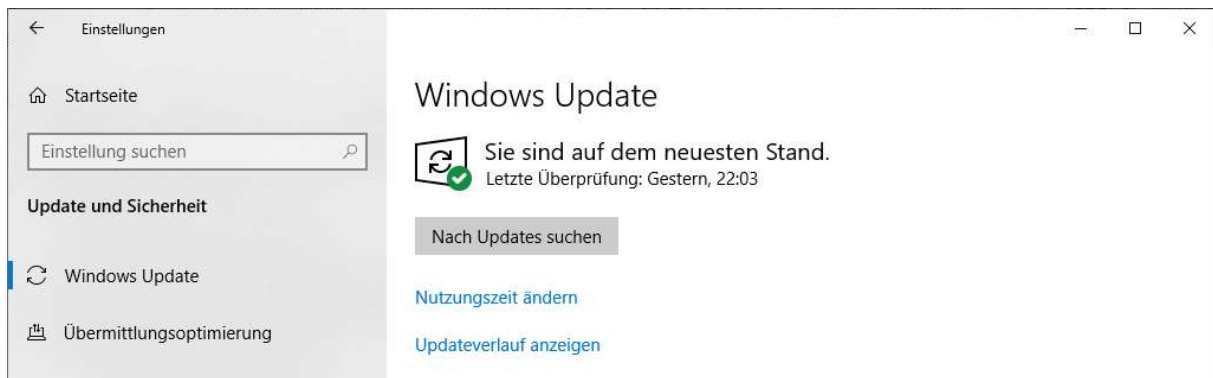 Einstellungen
Startseite
Einstellung suchen
Update und Sicherheit
Windows Update
Übermittlungsoptimierung
Windows Update
Sie sind auf dem neuesten Stand.
Letzte Überprüfung: Gestern, 22:03
Nach Updates suchen
Nutzungszeit ändern
Updateverlauf anzeigen